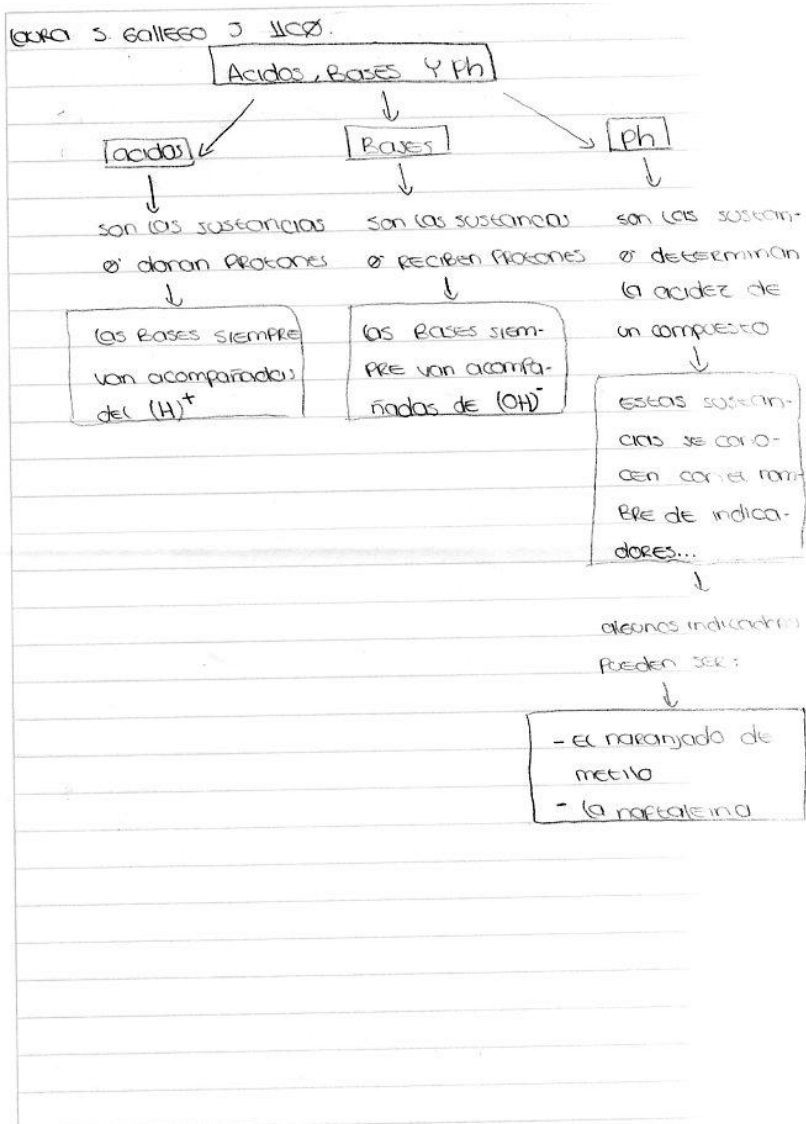 Laura S. Gallego J 11CØ.
Acidos, Bases y Ph
acidos
son las sustancias
q' donan protones
las Bases siempre
van acompañadas
del (H)⁺
Bases
son las sustancias
q' reciben protones
las Bases siem-
pre van acompa-
ñadas de (OH)⁻
Ph
son las sustan-
q' determinan
la acidez de
un compuesto
Estas sustan-
cias se cono-
cen con el nom-
bre de indica-
dores...
algunos indicadores
pueden ser:
- el naranjado de
metilo
- la naftaleina